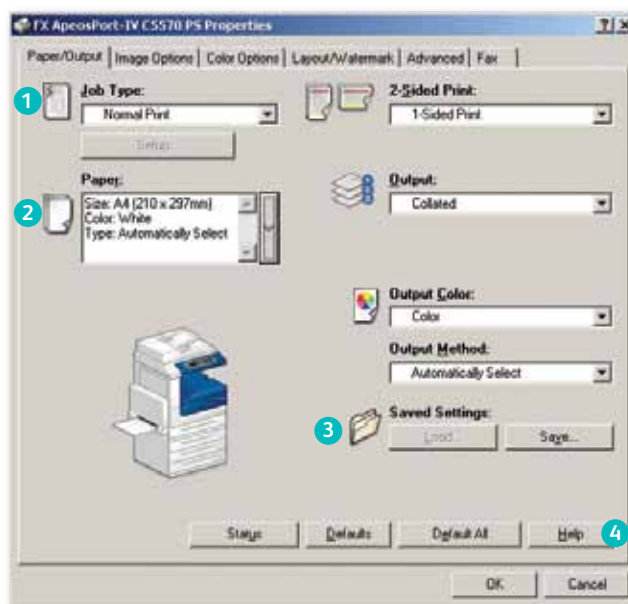 FX ApeosPort-IV C5570 PS Properties
Paper/Output Image Options Color Options Layout/Watermark Advanced Fax
1
Job Type:
Normal Print
Setup
2-Sided Print:
1-Sided Print
2
Paper:
Size: A4 (210 x 297mm)
Color: White
Type: Automatically Select
Output:
Collated
Output Color:
Color
Output Method:
Automatically Select
3
Saved Settings:
Load... Save...
Status Defaults Default All Help
4
OK Cancel